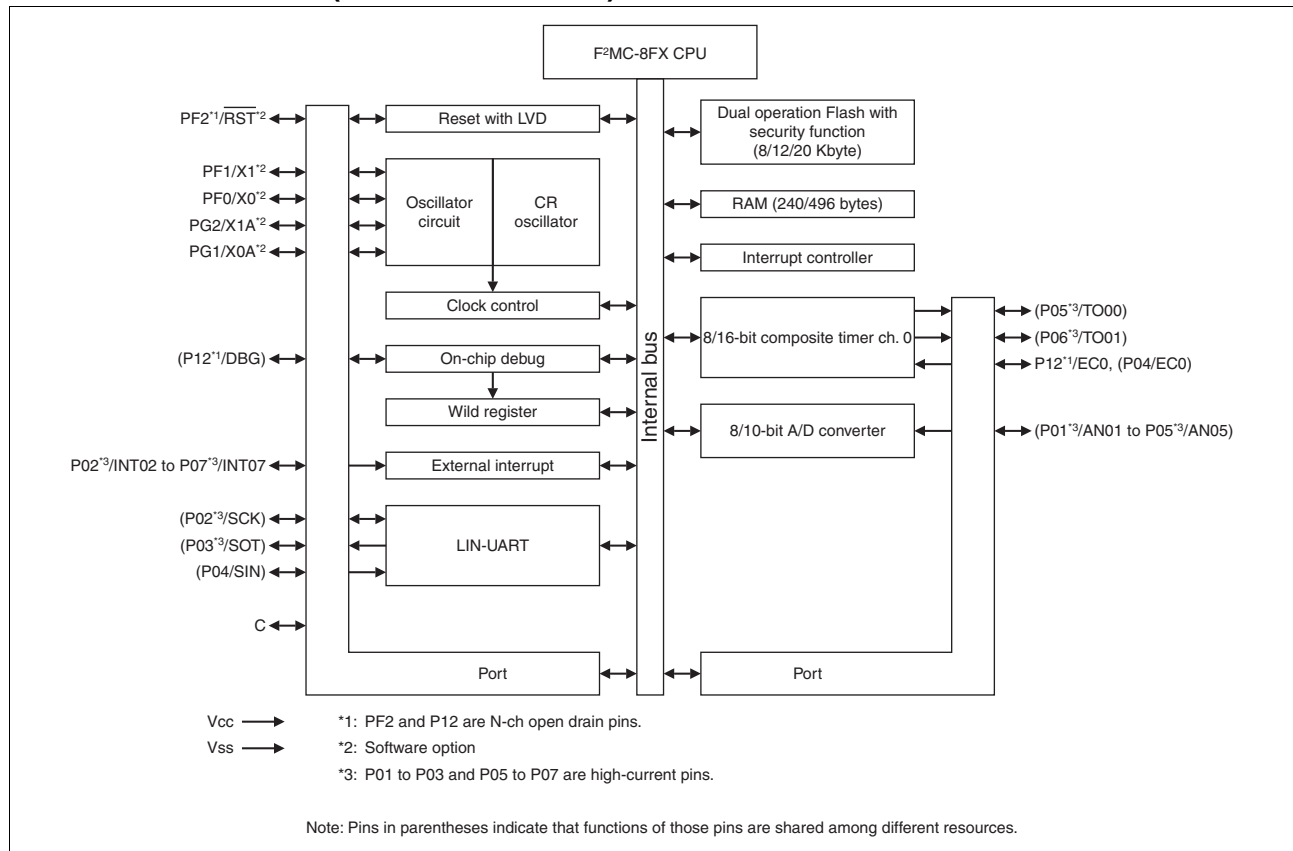 F²MC-8FX CPU
PF2*1/RST*2
Reset with LVD
Dual operation Flash with
security function
(8/12/20 Kbyte)
PF1/X1*2
PF0/X0*2
PG2/X1A*2
PG1/X0A*2
Oscillator
circuit
CR
oscillator
RAM (240/496 bytes)
Interrupt controller
Clock control
8/16-bit composite timer ch. 0
(P05*3/TO00)
(P06*3/TO01)
P12*1/EC0, (P04/EC0)
(P12*1/DBG)
On-chip debug
Internal bus
Wild register
8/10-bit A/D converter
(P01*3/AN01 to P05*3/AN05)
P02*3/INT02 to P07*3/INT07
External interrupt
(P02*3/SCK)
(P03*3/SOT)
(P04/SIN)
LIN-UART
C
Port
Port
Vcc
Vss
*1: PF2 and P12 are N-ch open drain pins.
*2: Software option
*3: P01 to P03 and P05 to P07 are high-current pins.
Note: Pins in parentheses indicate that functions of those pins are shared among different resources.